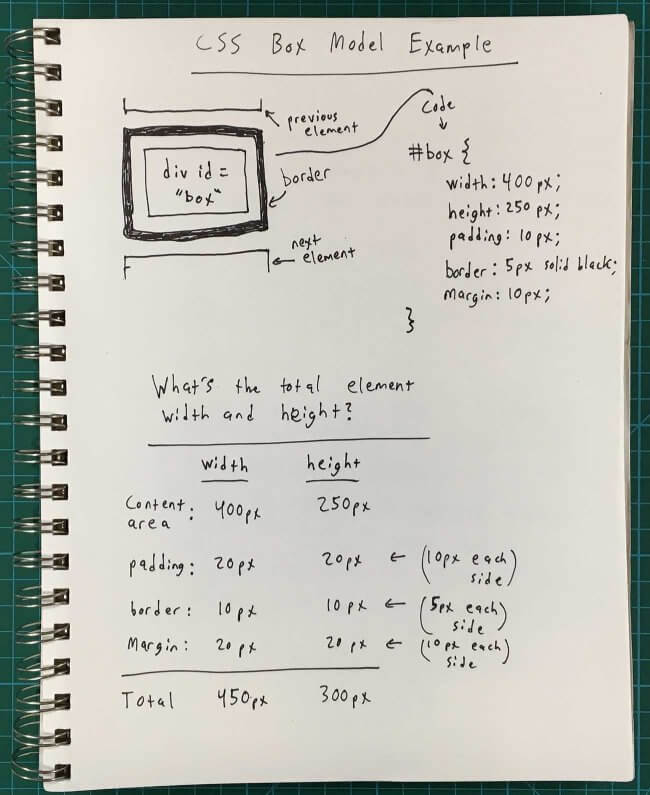 CSS Box Model Example
previous
element
div id =
"box"
border
next
element
Code
#box {
width: 400px;
height: 250px;
padding: 10px;
border: 5px solid black;
margin: 10px;
}
What's the total element
width and height?
width height
Content
area : 400px 250px
padding: 20px 20px ← (10px each
side)
border: 10px 10px ← (5px each
side)
Margin: 20px 20px ← (10px each
side)
Total 450px 300px